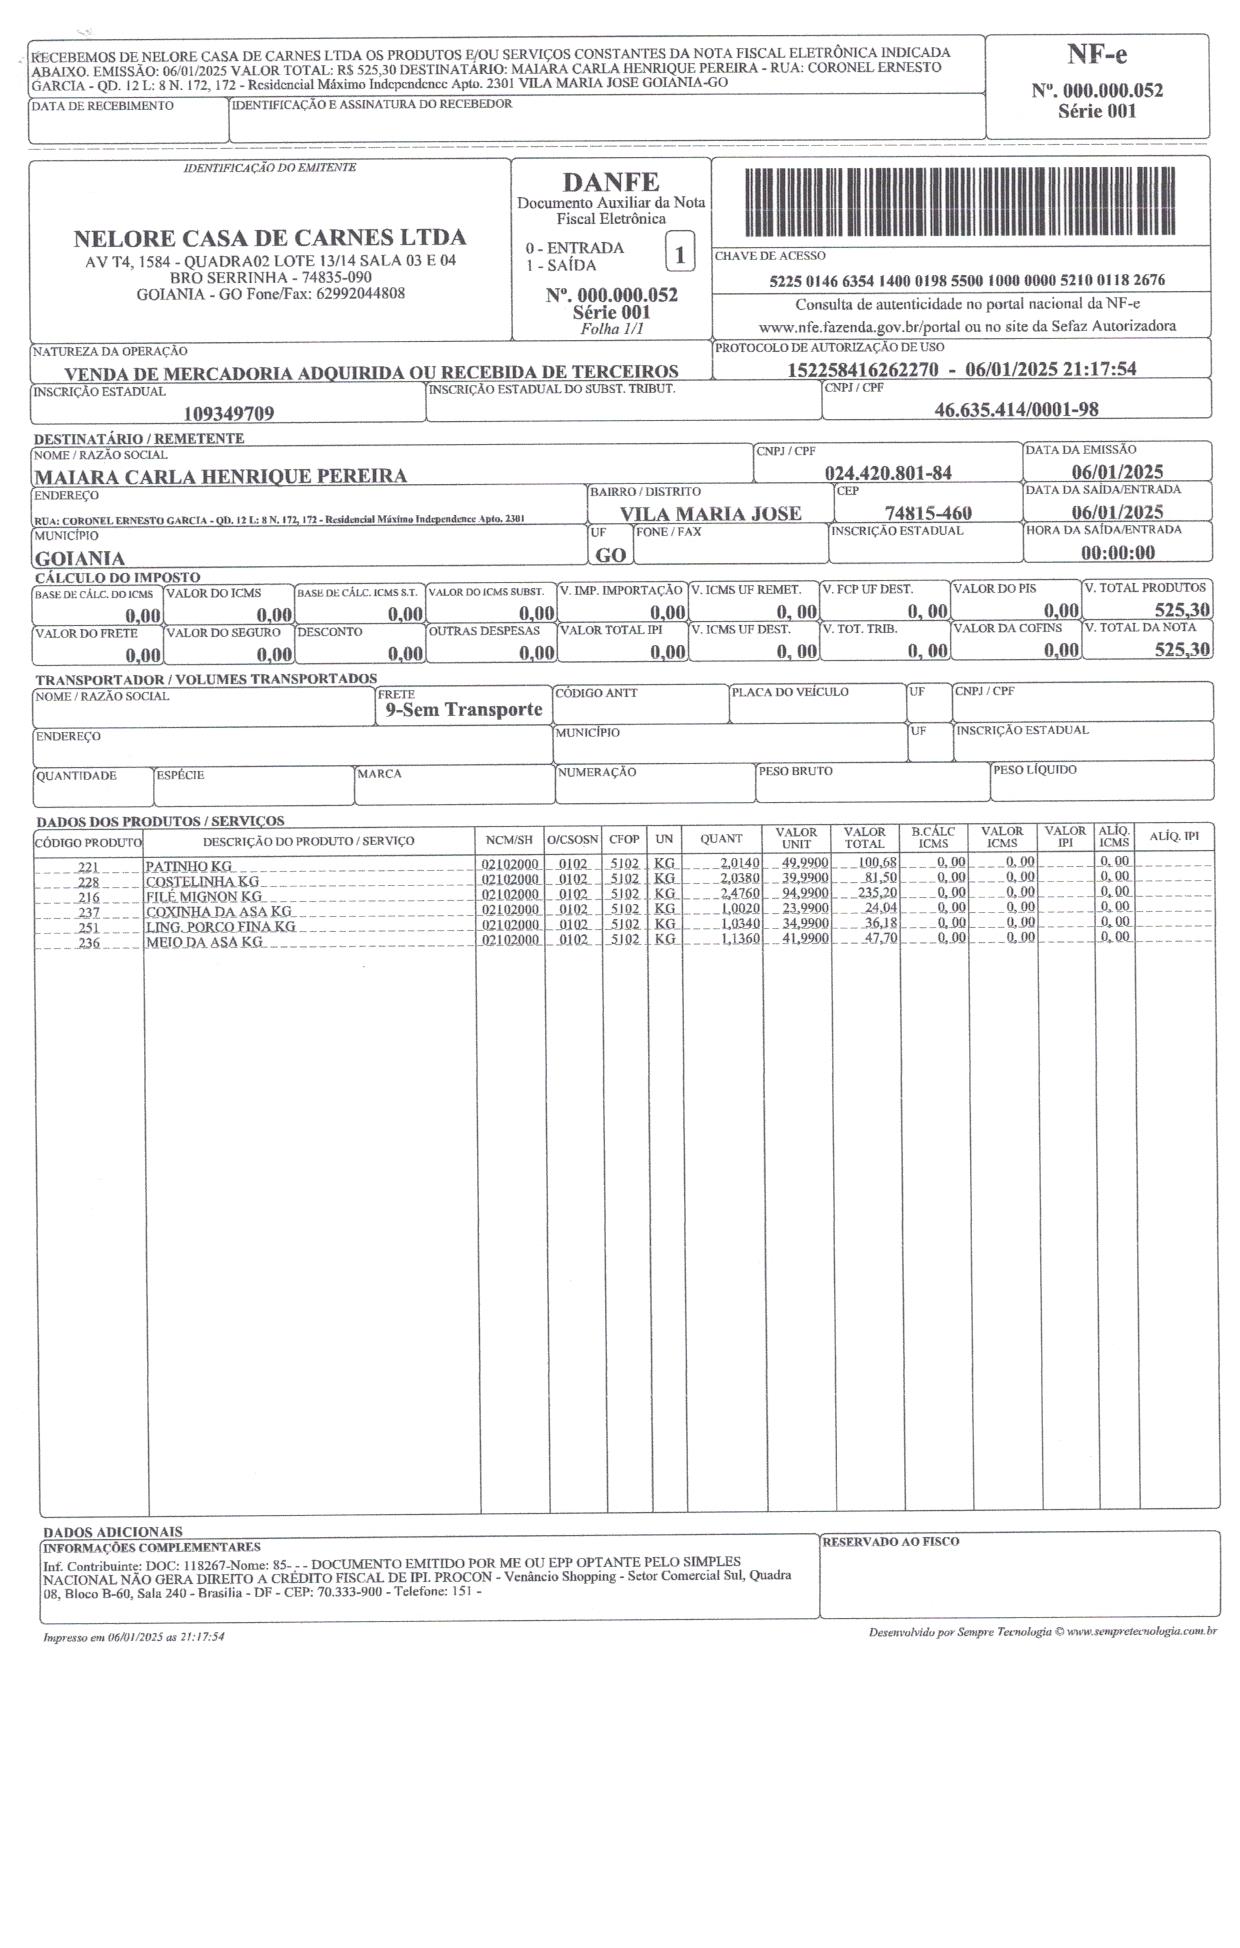 RECEBEMOS DE NELORE CASA DE CARNES LTDA OS PRODUTOS E/OU SERVIÇOS CONSTANTES DA NOTA FISCAL ELETRÔNICA INDICADA
ABAIXO. EMISSÃO: 06/01/2025 VALOR TOTAL: R$ 525,30 DESTINATÁRIO: MAIARA CARLA HENRIQUE PEREIRA - RUA: CORONEL ERNESTO
GARCIA - QD. 12 L: 8 N. 172, 172 - Residencial Máximo Independence Apto. 2301 VILA MARIA JOSE GOIANIA-GO
DATA DE RECEBIMENTO IDENTIFICAÇÃO E ASSINATURA DO RECEBEDOR
NF-e
Nº. 000.000.052
Série 001
IDENTIFICAÇÃO DO EMITENTE
NELORE CASA DE CARNES LTDA
AV T4, 1584 - QUADRA02 LOTE 13/14 SALA 03 E 04
BRO SERRINHA - 74835-090
GOIANIA - GO Fone/Fax: 62992044808
DANFE
Documento Auxiliar da Nota
Fiscal Eletrônica
0 - ENTRADA
1 - SAÍDA
1
Nº. 000.000.052
Série 001
Folha 1/1
CHAVE DE ACESSO
5225 0146 6354 1400 0198 5500 1000 0000 5210 0118 2676
Consulta de autenticidade no portal nacional da NF-e
www.nfe.fazenda.gov.br/portal ou no site da Sefaz Autorizadora
NATUREZA DA OPERAÇÃO PROTOCOLO DE AUTORIZAÇÃO DE USO
VENDA DE MERCADORIA ADQUIRIDA OU RECEBIDA DE TERCEIROS 152258416262270 - 06/01/2025 21:17:54
INSCRIÇÃO ESTADUAL INSCRIÇÃO ESTADUAL DO SUBST. TRIBUT. CNPJ / CPF
109349709 46.635.414/0001-98
DESTINATÁRIO / REMETENTE
NOME / RAZÃO SOCIAL CNPJ / CPF DATA DA EMISSÃO
MAIARA CARLA HENRIQUE PEREIRA 024.420.801-84 06/01/2025
ENDEREÇO BAIRRO / DISTRITO CEP DATA DA SAÍDA/ENTRADA
RUA: CORONEL ERNESTO GARCIA - QD. 12 L: 8 N. 172, 172 - Residencial Máximo Independence Apto. 2301 VILA MARIA JOSE 74815-460 06/01/2025
MUNICÍPIO UF FONE / FAX INSCRIÇÃO ESTADUAL HORA DA SAÍDA/ENTRADA
GOIANIA GO 00:00:00
CÁLCULO DO IMPOSTO
BASE DE CÁLC. DO ICMS VALOR DO ICMS BASE DE CÁLC. ICMS S.T. VALOR DO ICMS SUBST. V. IMP. IMPORTAÇÃO V. ICMS UF REMET. V. FCP UF DEST. VALOR DO PIS V. TOTAL PRODUTOS
0,00 0,00 0,00 0,00 0,00 0, 00 0, 00 0,00 525,30
VALOR DO FRETE VALOR DO SEGURO DESCONTO OUTRAS DESPESAS VALOR TOTAL IPI V. ICMS UF DEST. V. TOT. TRIB. VALOR DA COFINS V. TOTAL DA NOTA
0,00 0,00 0,00 0,00 0,00 0, 00 0, 00 0,00 525,30
TRANSPORTADOR / VOLUMES TRANSPORTADOS
NOME / RAZÃO SOCIAL FRETE CÓDIGO ANTT PLACA DO VEÍCULO UF CNPJ / CPF
9-Sem Transporte
ENDEREÇO MUNICÍPIO UF INSCRIÇÃO ESTADUAL
QUANTIDADE ESPÉCIE MARCA NUMERAÇÃO PESO BRUTO PESO LÍQUIDO
DADOS DOS PRODUTOS / SERVIÇOS
CÓDIGO PRODUTO DESCRIÇÃO DO PRODUTO / SERVIÇO NCM/SH O/CSOSN CFOP UN QUANT VALOR UNIT VALOR TOTAL B.CÁLC ICMS VALOR ICMS VALOR IPI ALÍQ. ICMS ALÍQ. IPI
221 PATINHO KG 02102000 0102 5102 KG 2,0140 49,9900 100,68 0, 00 0, 00 0, 00
228 COSTELINHA KG 02102000 0102 5102 KG 2,0380 39,9900 81,50 0, 00 0, 00 0, 00
216 FILÉ MIGNON KG 02102000 0102 5102 KG 2,4760 94,9900 235,20 0, 00 0, 00 0, 00
237 COXINHA DA ASA KG 02102000 0102 5102 KG 1,0020 23,9900 24,04 0, 00 0, 00 0, 00
251 LING. PORCO FINA KG 02102000 0102 5102 KG 1,0340 34,9900 36,18 0, 00 0, 00 0, 00
236 MEIO DA ASA KG 02102000 0102 5102 KG 1,1360 41,9900 47,70 0, 00 0, 00 0, 00
DADOS ADICIONAIS
INFORMAÇÕES COMPLEMENTARES RESERVADO AO FISCO
Inf. Contribuinte: DOC: 118267-Nome: 85- - - DOCUMENTO EMITIDO POR ME OU EPP OPTANTE PELO SIMPLES
NACIONAL NÃO GERA DIREITO A CRÉDITO FISCAL DE IPI. PROCON - Venâncio Shopping - Setor Comercial Sul, Quadra
08, Bloco B-60, Sala 240 - Brasilia - DF - CEP: 70.333-900 - Telefone: 151 -
Impresso em 06/01/2025 as 21:17:54 Desenvolvido por Sempre Tecnologia © www.sempretecnologia.com.br